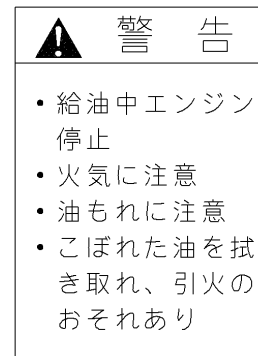 警告
・給油中エンジン
停止
・火気に注意
・油もれに注意
・こぼれた油を拭
き取れ、引火の
おそれあり